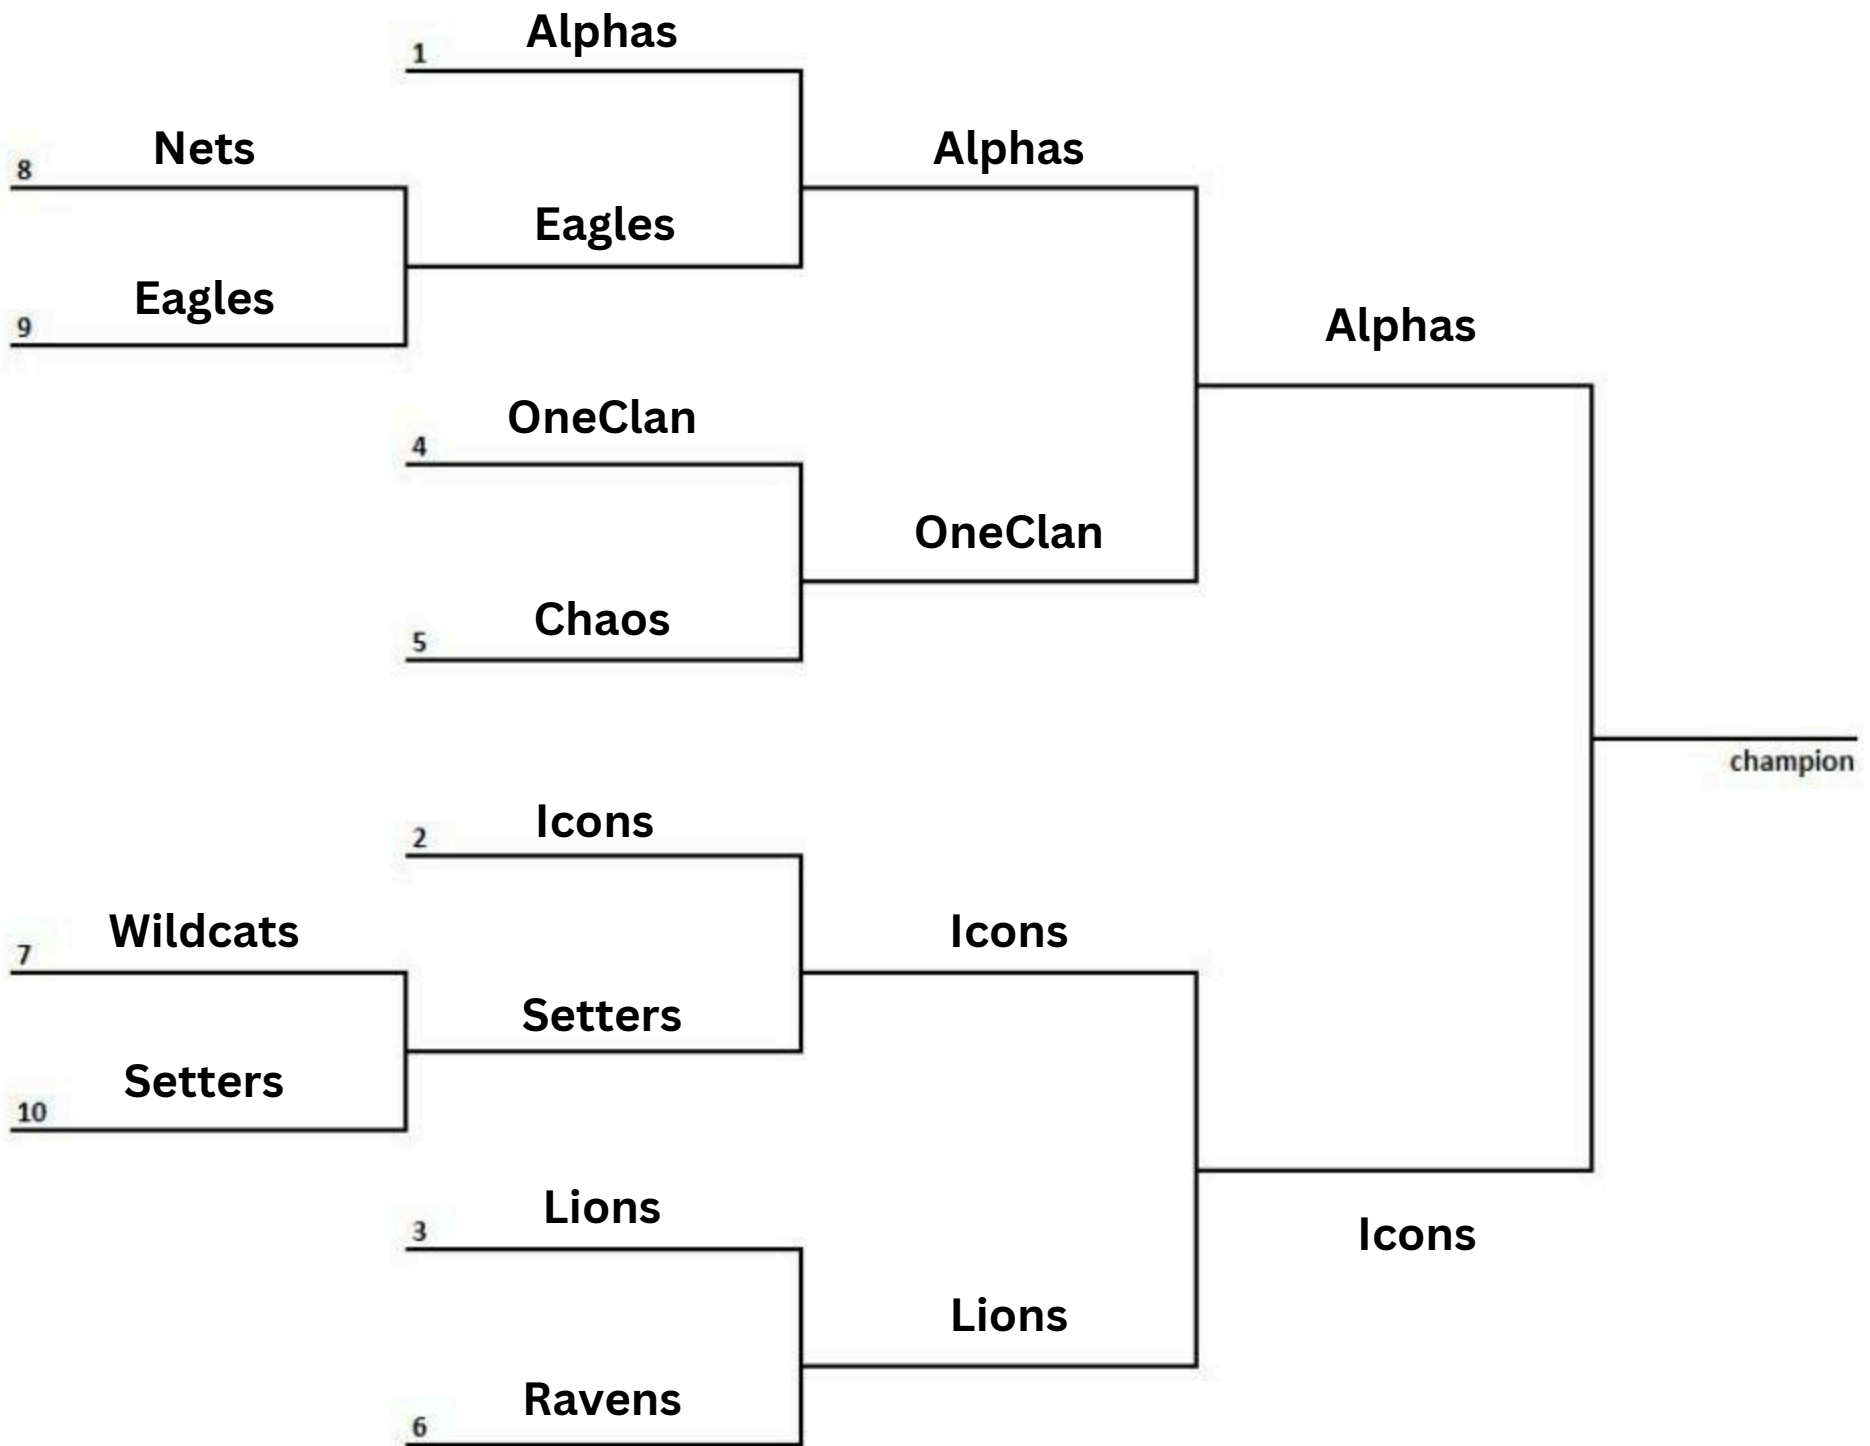 1 Alphas
8 Nets
Alphas
Eagles
9 Eagles
Alphas
4 OneClan
OneClan
5 Chaos
champion
2 Icons
7 Wildcats
Icons
Setters
10 Setters
3 Lions
Icons
Lions
6 Ravens